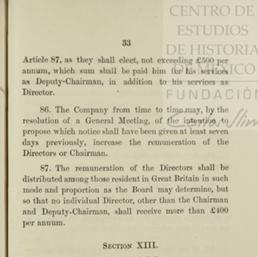 CENTRO DE
ESTUDIOS
DE HISTORIA
FUNDACIÓN
33
Article 87, as they shall elect, not exceeding £500 per
annum, which sum shall be paid him for his services
as Deputy-Chairman, in addition to his services as
Director.
86. The Company from time to time may, by the
resolution of a General Meeting, of the intention to
propose which notice shall have been given at least seven
days previously, increase the remuneration of the
Directors or Chairman.
87. The remuneration of the Directors shall be
distributed among those resident in Great Britain in such
mode and proportion as the Board may determine, but
so that no individual Director, other than the Chairman
and Deputy-Chairman, shall receive more than £400
per annum.
SECTION XIII.